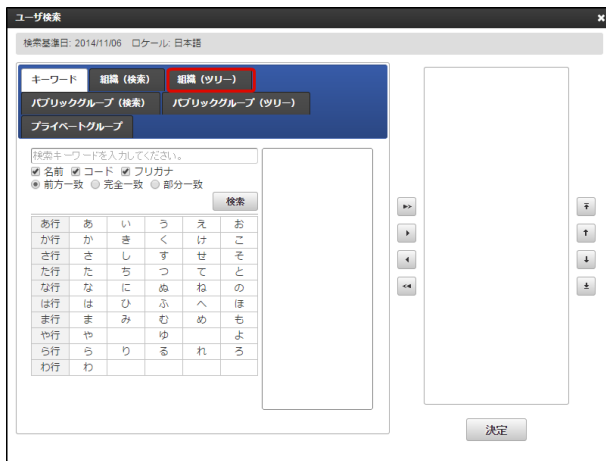 ユーザ検索
検索基準日: 2014/11/06 ロケール: 日本語
キーワード 組織（検索） 組織（ツリー）
パブリックグループ（検索） パブリックグループ（ツリー）
プライベートグループ
検索キーワードを入力してください。
名前 コード フリガナ
前方一致 完全一致 部分一致
検索
あ行 あ い う え お
か行 か き く け こ
さ行 さ し す せ そ
た行 た ち つ て と
な行 な に ぬ ね の
は行 は ひ ふ へ ほ
ま行 ま み む め も
や行 や ゆ よ
ら行 ら り る れ ろ
わ行 わ
決定